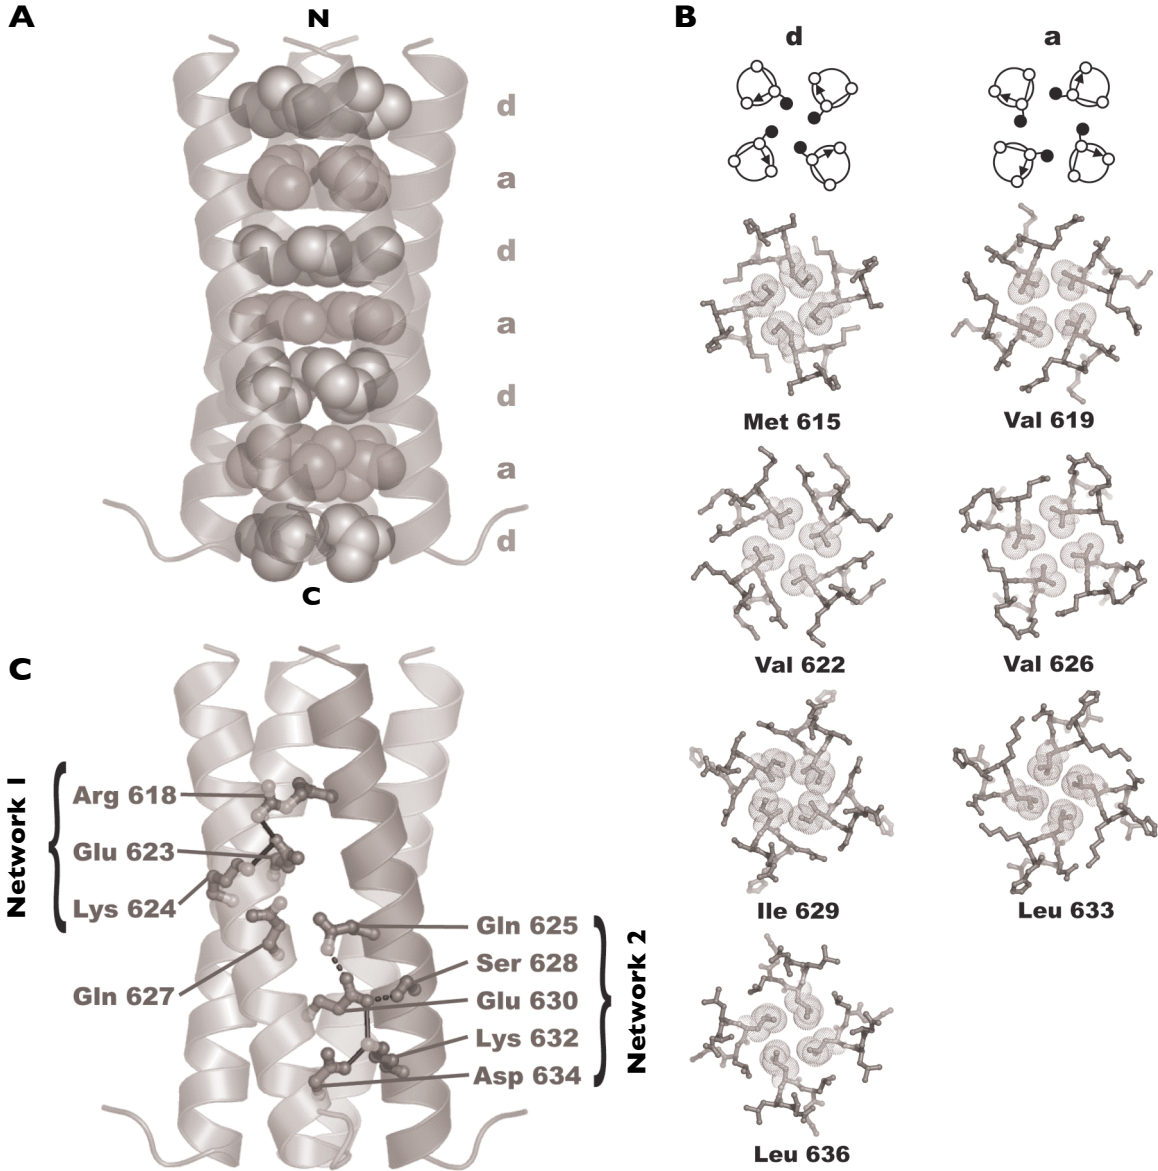 A
N
d
a
d
a
d
a
d
C
B
d
a
Met 615
Val 619
Val 622
Val 626
Ile 629
Leu 633
Leu 636
C
Network 1
Arg 618
Glu 623
Lys 624
Gln 627
Gln 625
Ser 628
Glu 630
Lys 632
Asp 634
Network 2